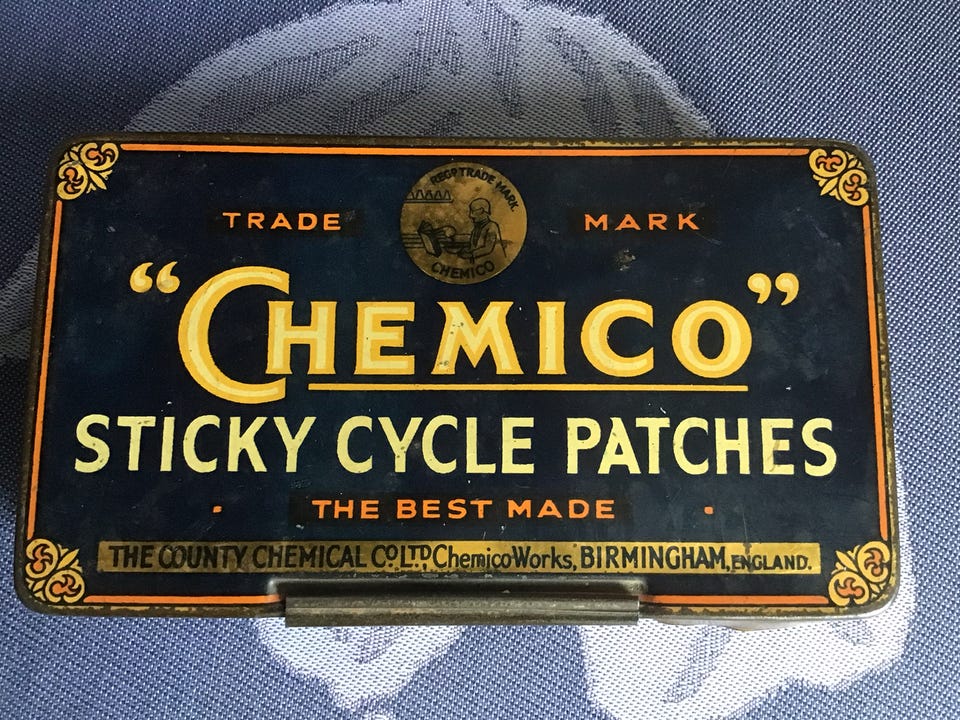 REGD TRADE MARK.
CHEMICO
TRADE MARK
“CHEMICO”
STICKY CYCLE PATCHES
· THE BEST MADE ·
THE COUNTY CHEMICAL CO. LTD, Chemico Works, BIRMINGHAM, ENGLAND.